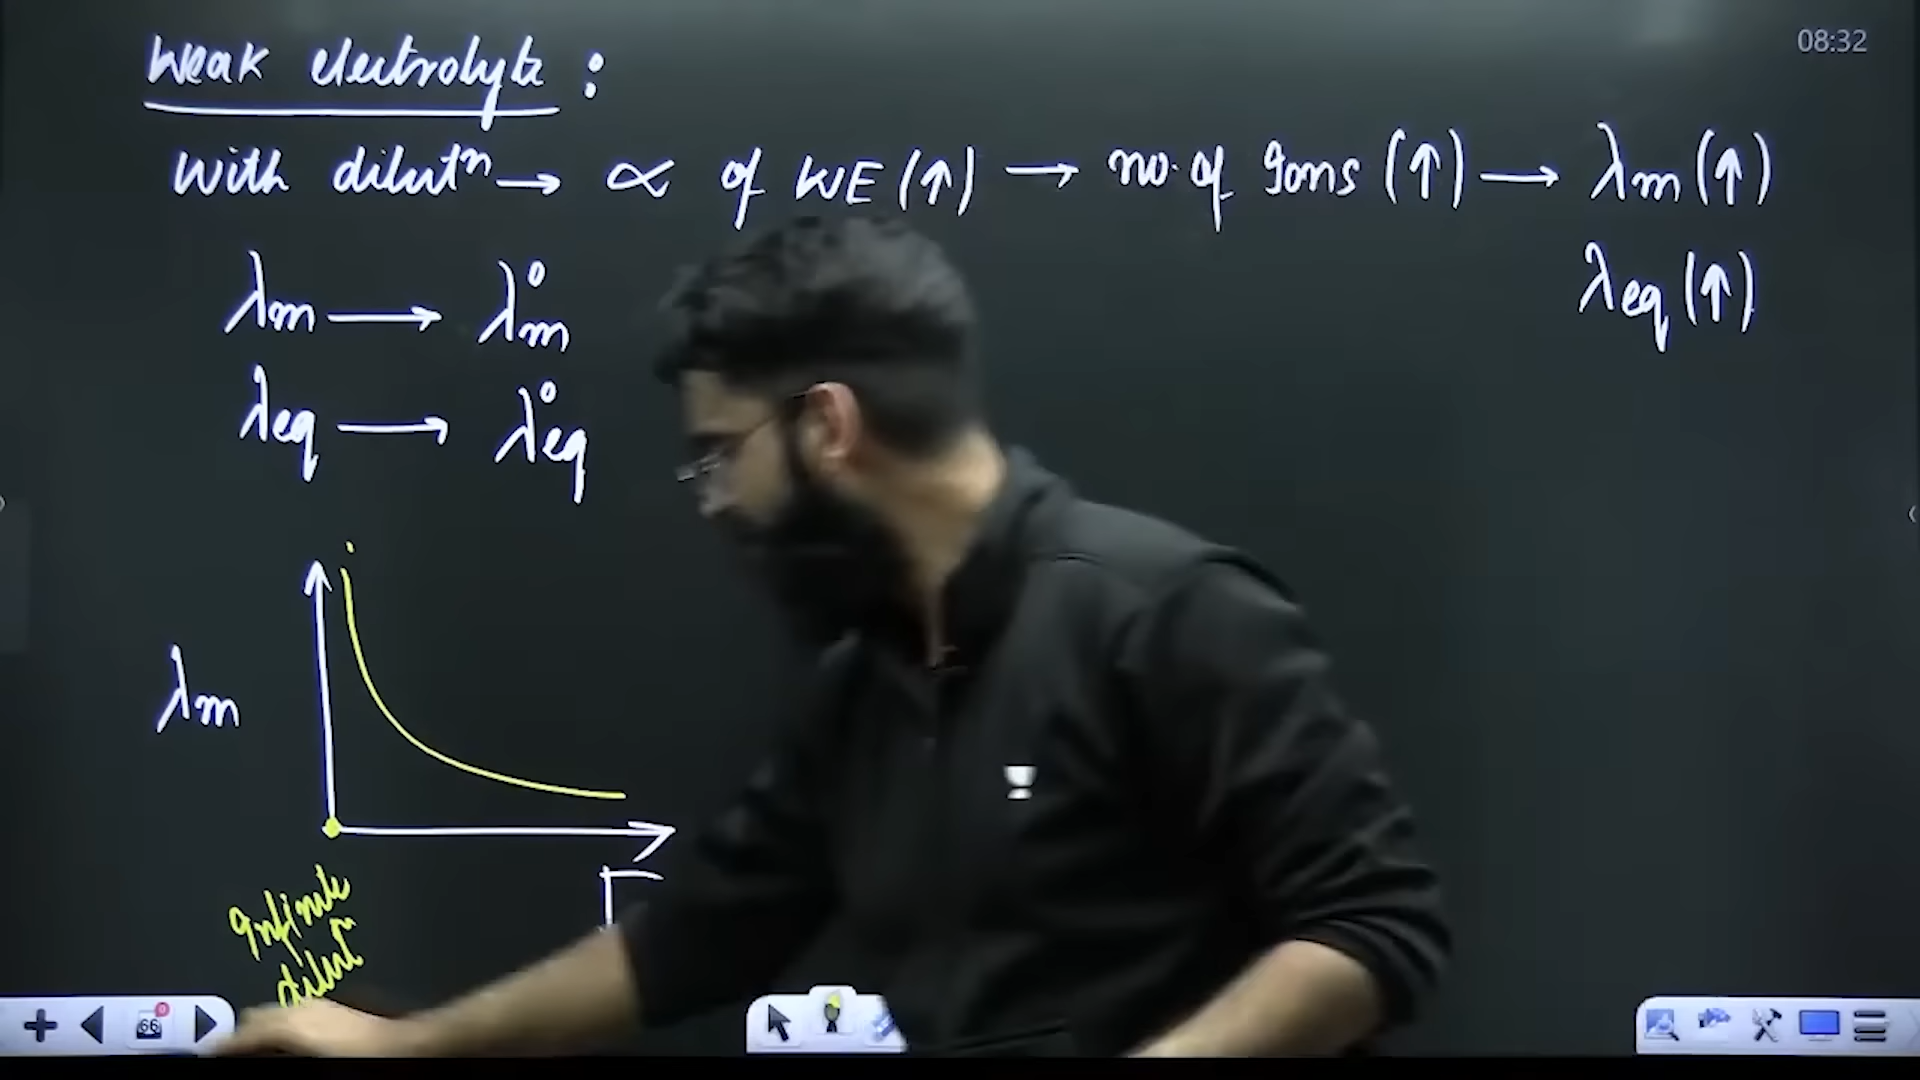 Weak electrolyte :
With dilutⁿ → ∝ of WE (↑) → no. of Ions (↑) → λm (↑)
λeq (↑)
λm → λ°m
λeq → λ°eq
λm
Infinite
dilutⁿ
08:32
66